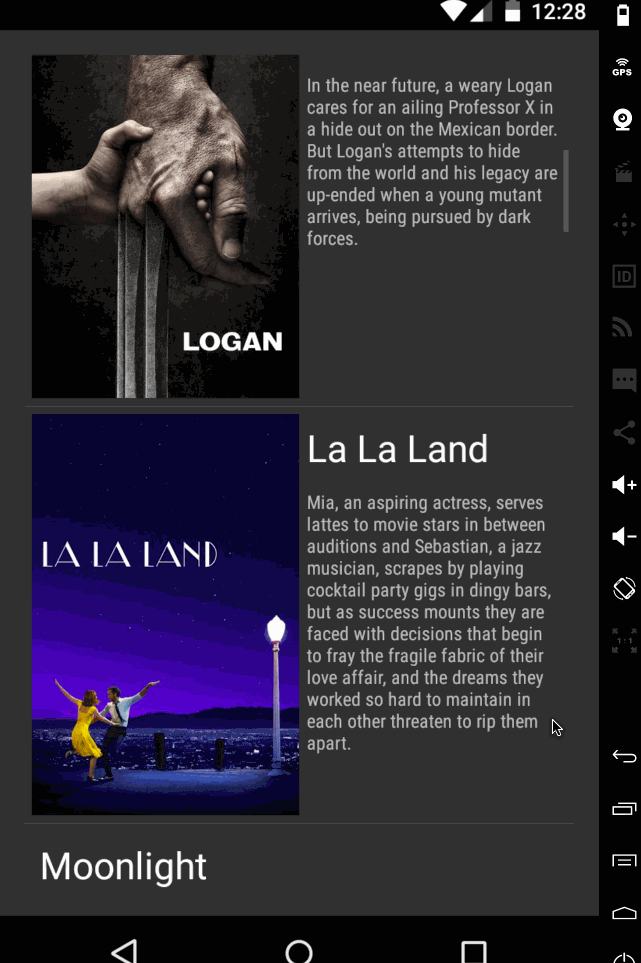 12:28
In the near future, a weary Logan
cares for an ailing Professor X in
a hide out on the Mexican border.
But Logan's attempts to hide
from the world and his legacy are
up-ended when a young mutant
arrives, being pursued by dark
forces.
LOGAN
La La Land
Mia, an aspiring actress, serves
lattes to movie stars in between
auditions and Sebastian, a jazz
musician, scrapes by playing
cocktail party gigs in dingy bars,
but as success mounts they are
faced with decisions that begin
to fray the fragile fabric of their
love affair, and the dreams they
worked so hard to maintain in
each other threaten to rip them
apart.
LA LA LAND
Moonlight
GPS
ID
1:1